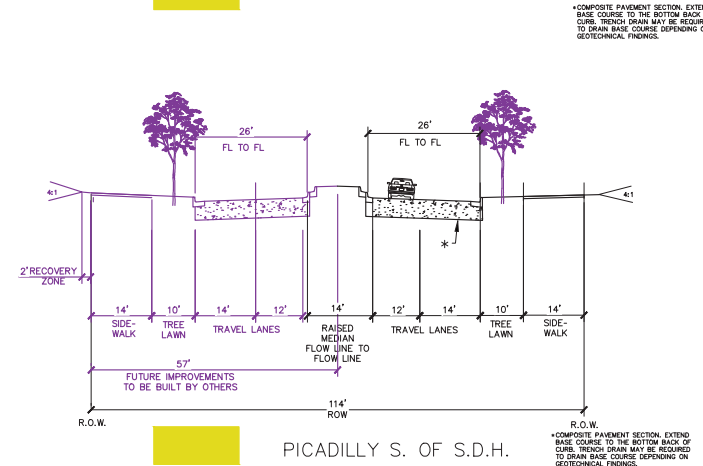 *COMPOSITE PAVEMENT SECTION.
BASE COURSE TO THE BOTTOM BACK
CURB. TRENCH DRAIN MAY BE
TO DRAIN BASE COURSE DEPENDING
GEOTECHNICAL FINDINGS.
26'
FL TO FL
26'
FL TO FL
4:1
4:1
*
2' RECOVERY
ZONE
14'
10'
14'
12'
14'
12'
14'
10'
14'
SIDE-
WALK
TREE
LAWN
TRAVEL LANES
RAISED
MEDIAN
FLOW LINE TO
FLOW LINE
TRAVEL LANES
TREE
LAWN
SIDE-
WALK
57'
FUTURE IMPROVEMENTS
TO BE BUILT BY OTHERS
114'
ROW
R.O.W.
R.O.W.
PICADILLY S. OF S.D.H.
*COMPOSITE PAVEMENT SECTION. EXTEND
BASE COURSE TO THE BOTTOM BACK OF
CURB. TRENCH DRAIN MAY BE REQUIRED
TO DRAIN BASE COURSE DEPENDING ON
GEOTECHNICAL FINDINGS.